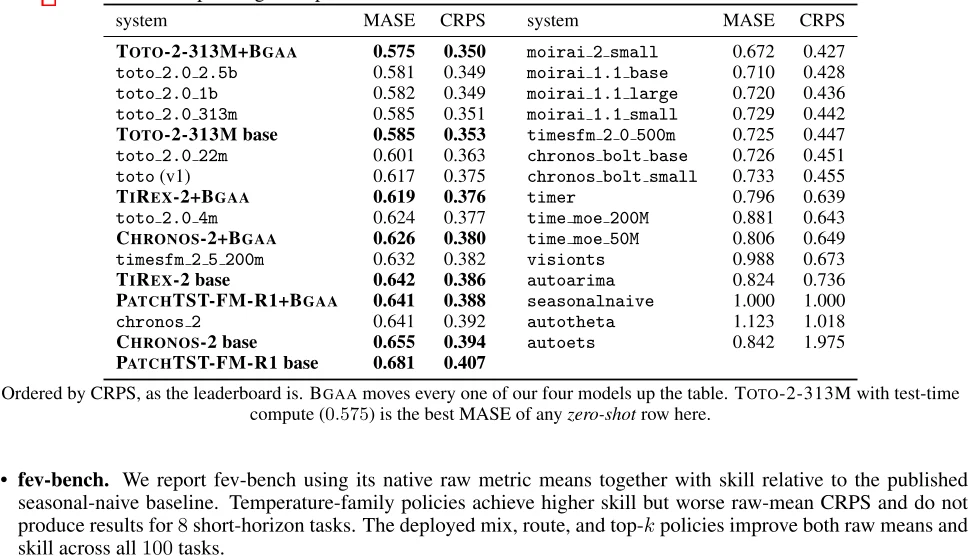 system MASE CRPS system MASE CRPS
TOTO-2-313M+BGAA 0.575 0.350 moirai_2_small 0.672 0.427
toto_2.0_2.5b 0.581 0.349 moirai_1.1_base 0.710 0.428
toto_2.0_1b 0.582 0.349 moirai_1.1_large 0.720 0.436
toto_2.0_313m 0.585 0.351 moirai_1.1_small 0.729 0.442
TOTO-2-313M base 0.585 0.353 timesfm_2_0_500m 0.725 0.447
toto_2.0_22m 0.601 0.363 chronos_bolt_base 0.726 0.451
toto (v1) 0.617 0.375 chronos_bolt_small 0.733 0.455
TIREX-2+BGAA 0.619 0.376 timer 0.796 0.639
toto_2.0_4m 0.624 0.377 time_moe_200M 0.881 0.643
CHRONOS-2+BGAA 0.626 0.380 time_moe_50M 0.806 0.649
timesfm_2_5_200m 0.632 0.382 visionts 0.988 0.673
TIREX-2 base 0.642 0.386 autoarima 0.824 0.736
PATCHTST-FM-R1+BGAA 0.641 0.388 seasonalnaive 1.000 1.000
chronos_2 0.641 0.392 autotheta 1.123 1.018
CHRONOS-2 base 0.655 0.394 autoets 0.842 1.975
PATCHTST-FM-R1 base 0.681 0.407
Ordered by CRPS, as the leaderboard is. BGAA moves every one of our four models up the table. TOTO-2-313M with test-time
compute (0.575) is the best MASE of any zero-shot row here.
• fev-bench. We report fev-bench using its native raw metric means together with skill relative to the published
seasonal-naive baseline. Temperature-family policies achieve higher skill but worse raw-mean CRPS and do not
produce results for 8 short-horizon tasks. The deployed mix, route, and top-k policies improve both raw means and
skill across all 100 tasks.